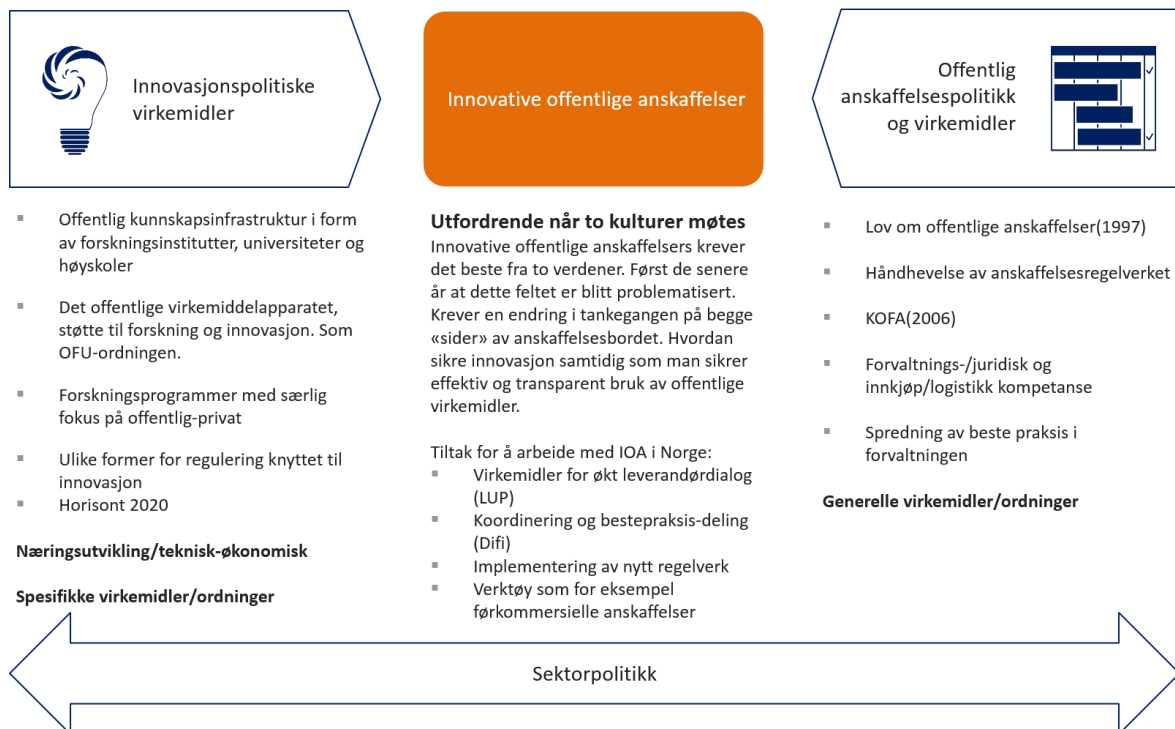 Innovasjonspolitiske
virkemidler
Innovative offentlige anskaffelser
Offentlig
anskaffelsespolitikk
og virkemidler
Offentlig kunnskapsinfrastruktur i form
av forskningsinstitutter, universiteter og
høyskoler
Det offentlige virkemiddelapparatet,
støtte til forskning og innovasjon. Som
OFU-ordningen.
Forskningsprogrammer med særlig
fokus på offentlig-privat
Ulike former for regulering knyttet til
innovasjon
Horisont 2020
Næringsutvikling/teknisk-økonomisk
Spesifikke virkemidler/ordninger
Utfordrende når to kulturer møtes
Innovative offentlige anskaffelsers krever
det beste fra to verdener. Først de senere
år at dette feltet er blitt problematisert.
Krever en endring i tankegangen på begge
«sider» av anskaffelsesbordet. Hvordan
sikre innovasjon samtidig som man sikrer
effektiv og transparent bruk av offentlige
virkemidler.
Tiltak for å arbeide med IOA i Norge:
Virkemidler for økt leverandørdialog
(LUP)
Koordinering og bestepraksis-deling
(Difi)
Implementering av nytt regelverk
Verktøy som for eksempel
førkommersielle anskaffelser
Lov om offentlige anskaffelser(1997)
Håndhevelse av anskaffelsesregelverket
KOFA(2006)
Forvaltnings-/juridisk og
innkjøp/logistikk kompetanse
Spredning av beste praksis i
forvaltningen
Generelle virkemidler/ordninger
Sektorpolitikk